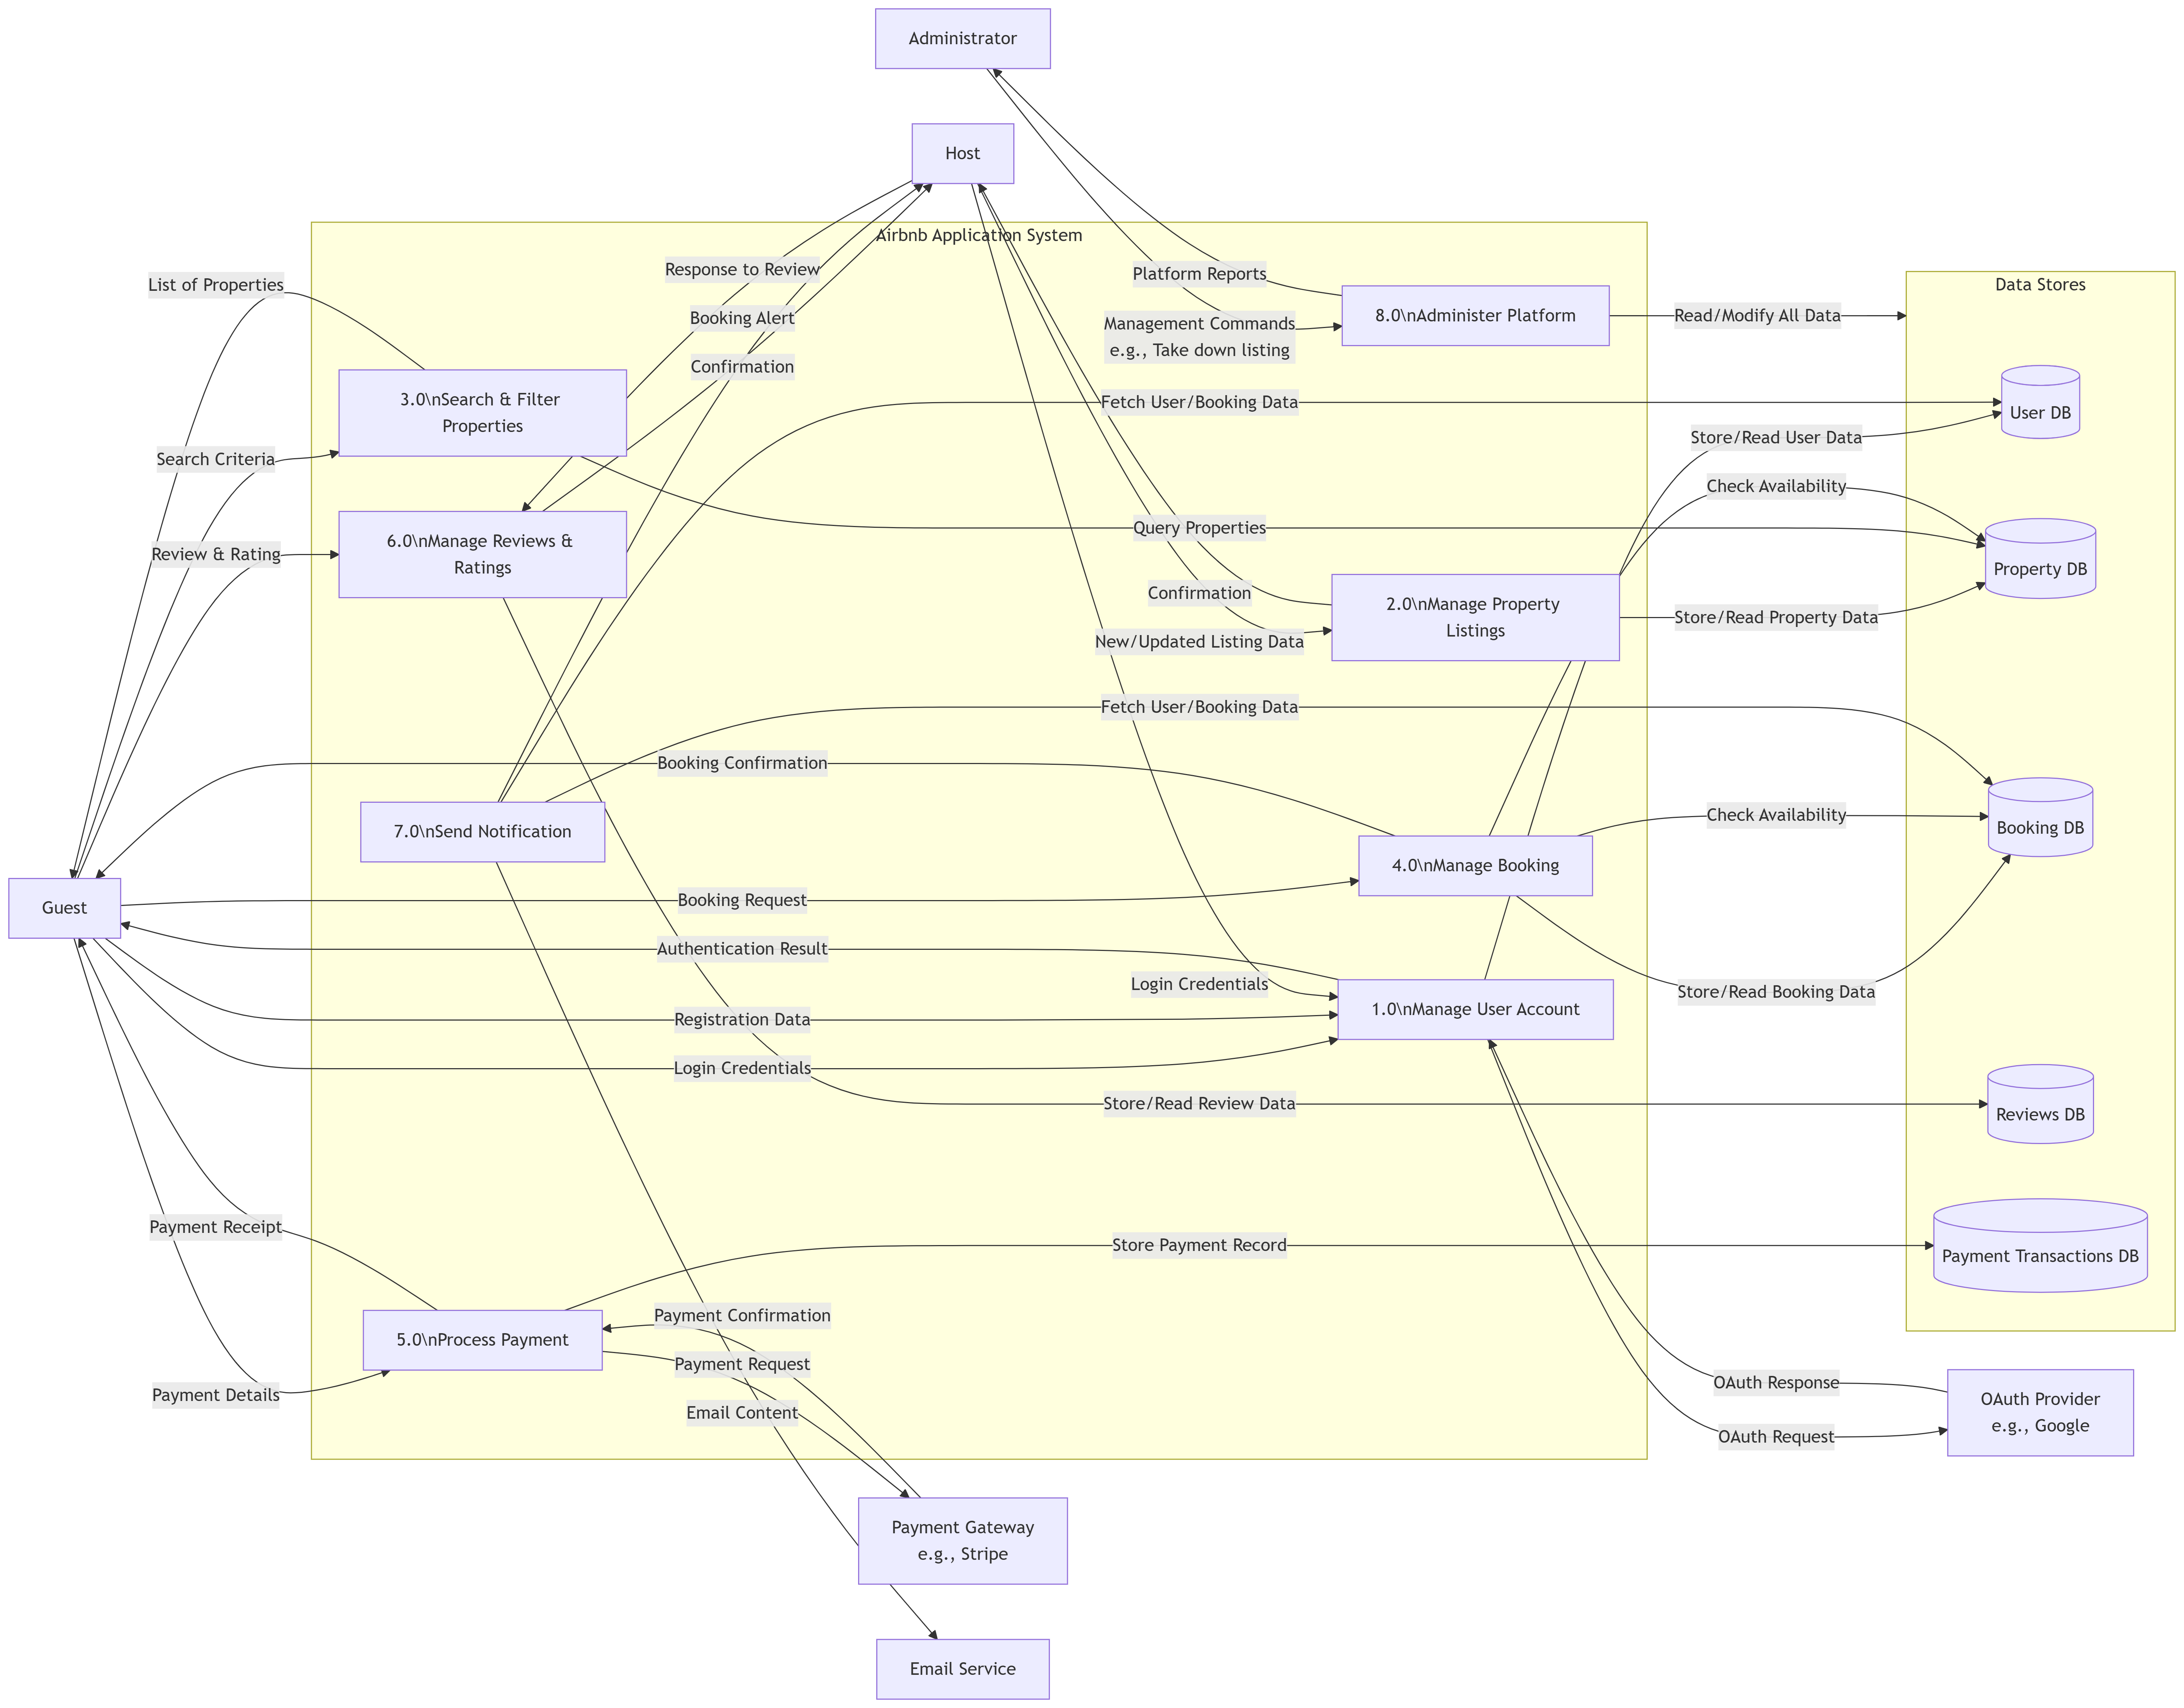 Administrator
Host
Airbnb Application System
Data Stores
Response to Review
Platform Reports
List of Properties
Booking Alert
Management Commands
e.g., Take down listing
8.0\nAdminister Platform
Read/Modify All Data
Confirmation
3.0\nSearch & Filter
Properties
Fetch User/Booking Data
User DB
Search Criteria
Store/Read User Data
Check Availability
Review & Rating
6.0\nManage Reviews &
Ratings
Query Properties
Property DB
Confirmation
New/Updated Listing Data
2.0\nManage Property
Listings
Store/Read Property Data
Fetch User/Booking Data
Booking Confirmation
7.0\nSend Notification
Check Availability
Booking DB
4.0\nManage Booking
Guest
Booking Request
Authentication Result
Login Credentials
Store/Read Booking Data
Registration Data
1.0\nManage User Account
Login Credentials
Store/Read Review Data
Reviews DB
Payment Receipt
Store Payment Record
Payment Transactions DB
Payment Confirmation
5.0\nProcess Payment
Payment Request
Payment Details
Email Content
OAuth Response
OAuth Request
OAuth Provider
e.g., Google
Payment Gateway
e.g., Stripe
Email Service